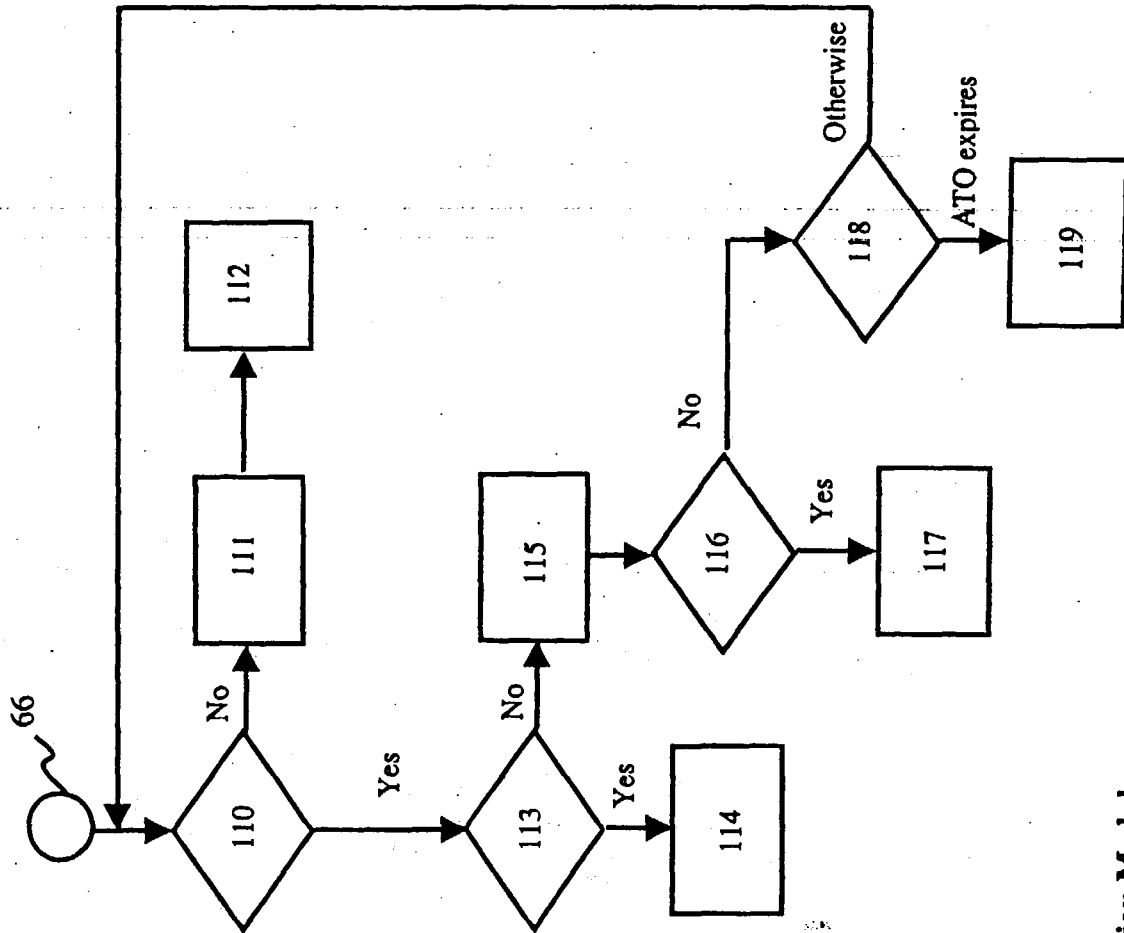 66
110
No
111
112
Yes
113
No
115
Yes
114
116
No
Yes
117
118
Otherwise
ATO expires
119